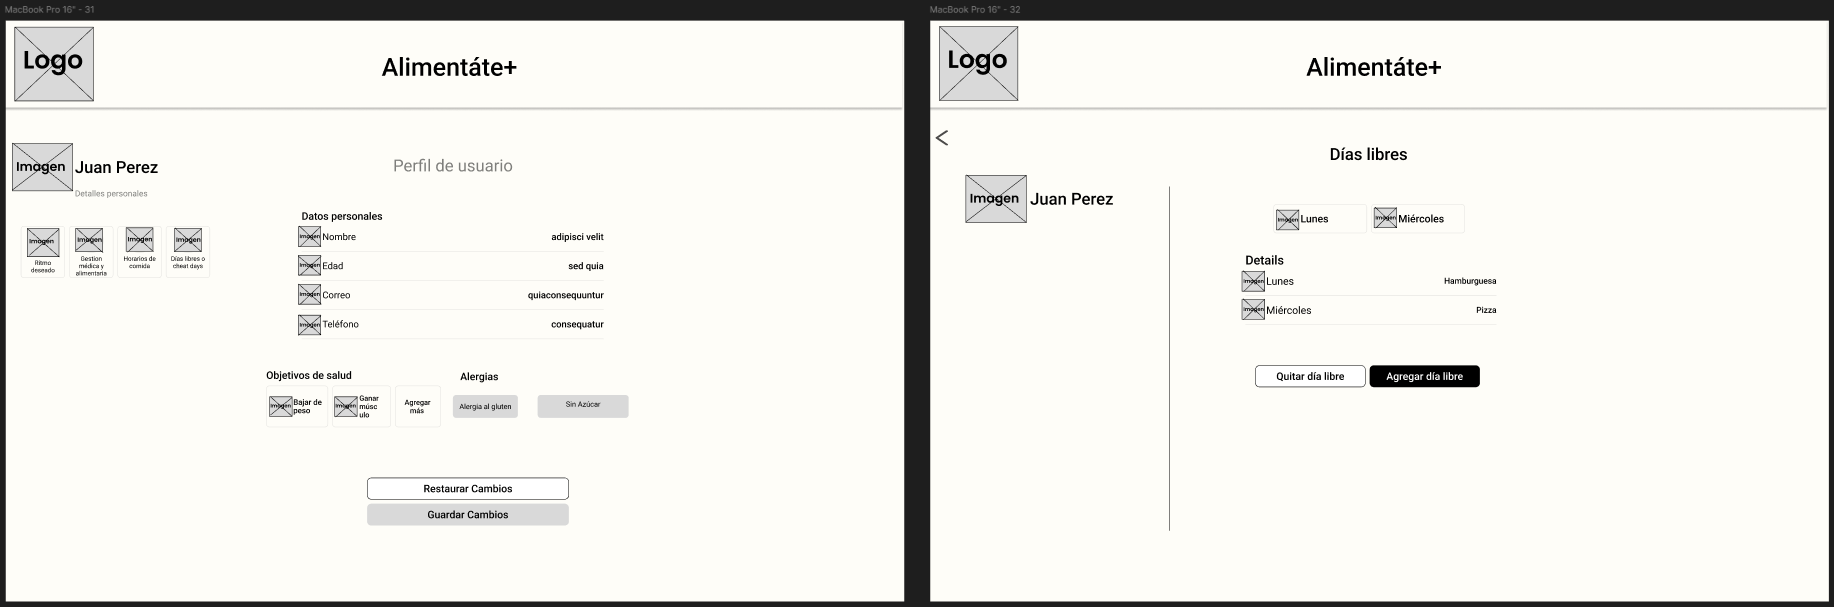 MacBook Pro 16" - 31
Logo
Alimentáte+
Imagen
Juan Perez
Detalles personales
Perfil de usuario
Imagen
Ritmo
deseado
Imagen
Gestion
médica y
alimentaria
Imagen
Horarios de
comida
Imagen
Días libres o
cheat days
Datos personales
Imagen Nombre adipisci velit
Imagen Edad sed quia
Imagen Correo quiaconsequuntur
Imagen Teléfono consequatur
Objetivos de salud
Imagen
Bajar de
peso
Imagen
Ganar
músc
ulo
Agregar
más
Alergias
Alergia al gluten
Sin Azúcar
Restaurar Cambios
Guardar Cambios
MacBook Pro 16" - 32
Logo
Alimentáte+
<
Imagen
Juan Perez
Días libres
Imagen Lunes
Imagen Miércoles
Details
Imagen Lunes Hamburguesa
Imagen Miércoles Pizza
Quitar día libre
Agregar día libre